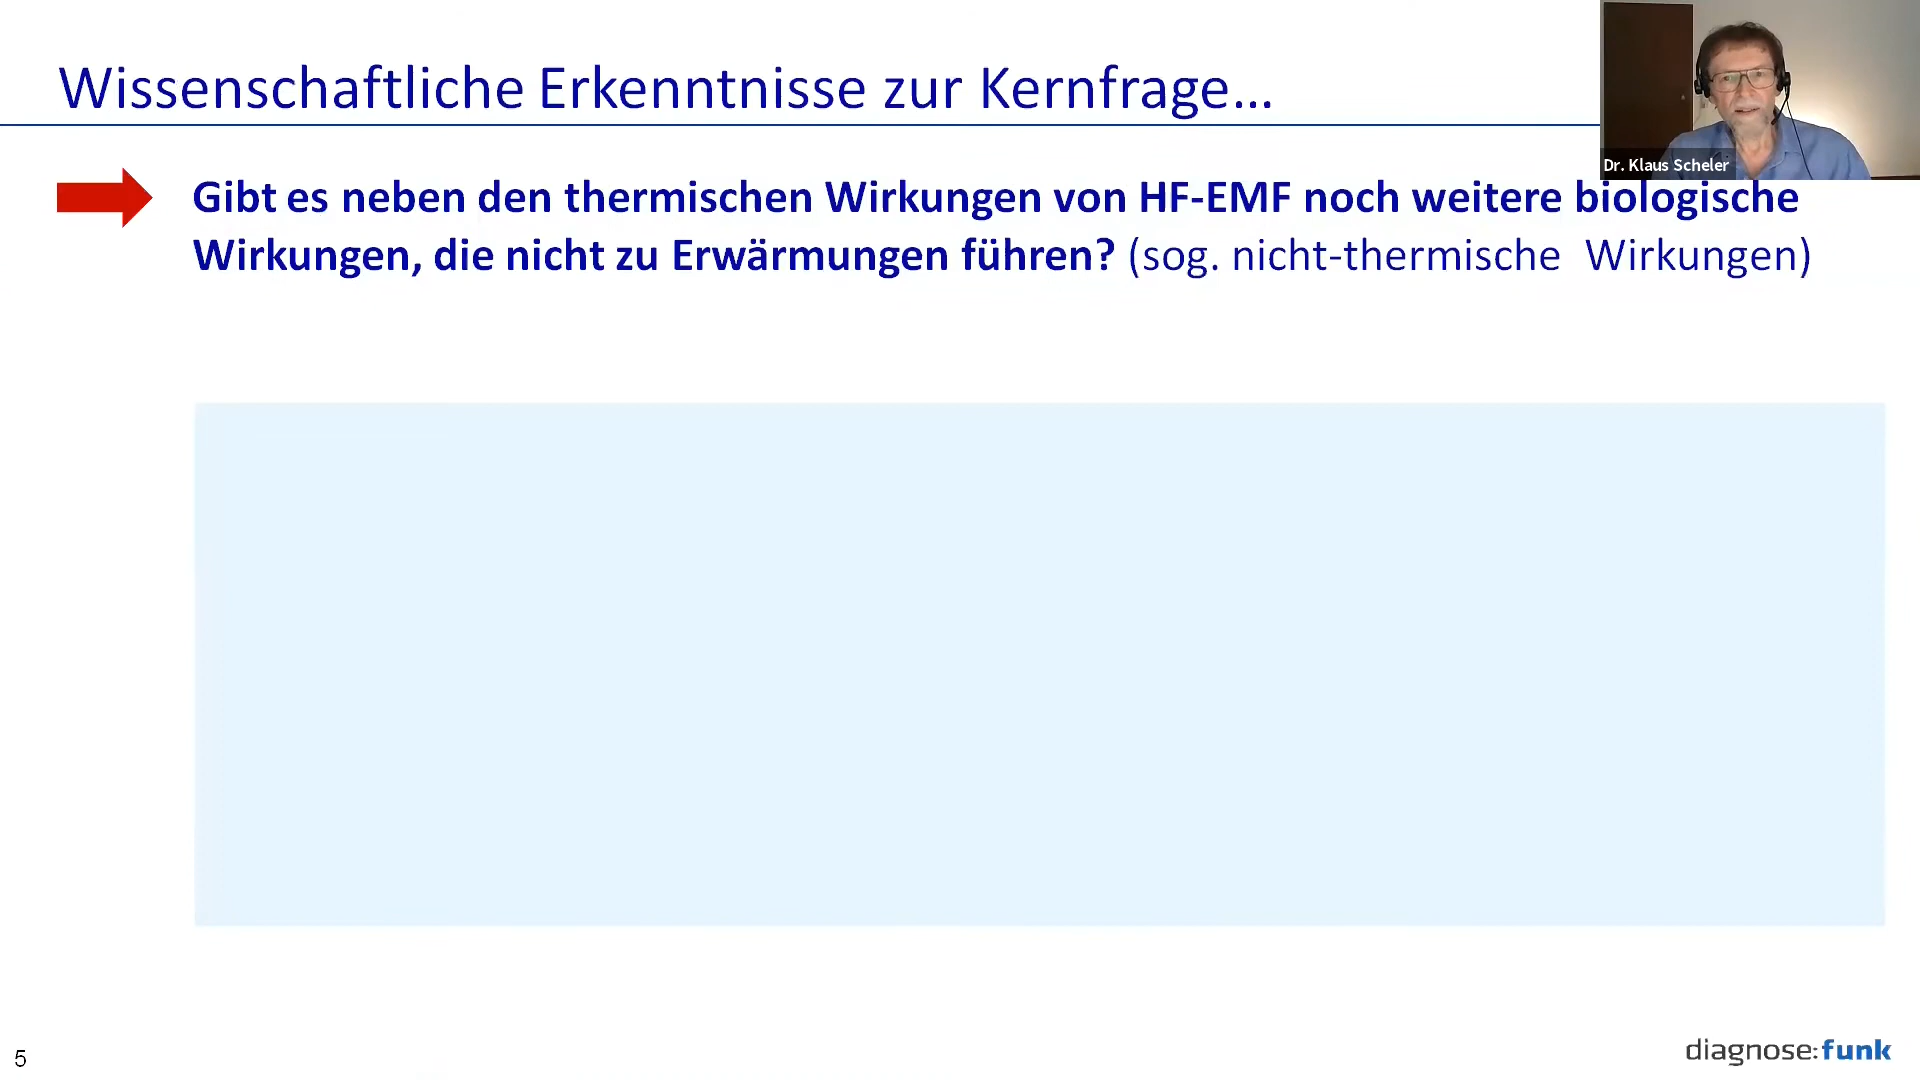 Wissenschaftliche Erkenntnisse zur Kernfrage…
Dr. Klaus Scheler
Gibt es neben den thermischen Wirkungen von HF-EMF noch weitere biologische
Wirkungen, die nicht zu Erwärmungen führen? (sog. nicht-thermische Wirkungen)
5
diagnose:funk